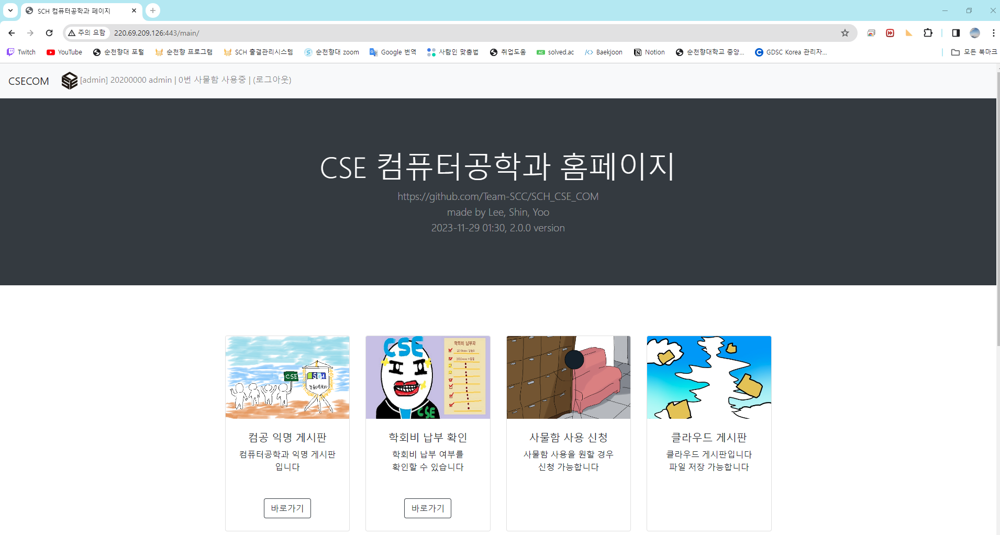 SCH 컴퓨터공학과 페이지
주의 요함 220.69.209.126:443/main/
Twitch YouTube 순천향대 포털 순천향 프로그램 SCH 출결관리시스템 순천향대 zoom Google 번역 사람인 맞춤법 취업도움 solved.ac Baekjoon Notion 순천향대학교 중앙... GDSC Korea 관리자... 모든 북마크
CSECOM [admin] 20200000 admin | 0번 사물함 사용중 | (로그아웃)
CSE 컴퓨터공학과 홈페이지
https://github.com/Team-SCC/SCH_CSE_COM
made by Lee, Shin, Yoo
2023-11-29 01:30, 2.0.0 version
CSE
SCH
컴퓨터공학과
CSE
학회비 납부자
CSE
컴공 익명 게시판
컴퓨터공학과 익명 게시판
입니다
바로가기
학회비 납부 확인
학회비 납부 여부를
확인할 수 있습니다
바로가기
사물함 사용 신청
사물함 사용을 원할 경우
신청 가능합니다
클라우드 게시판
클라우드 게시판입니다
파일 저장 가능합니다